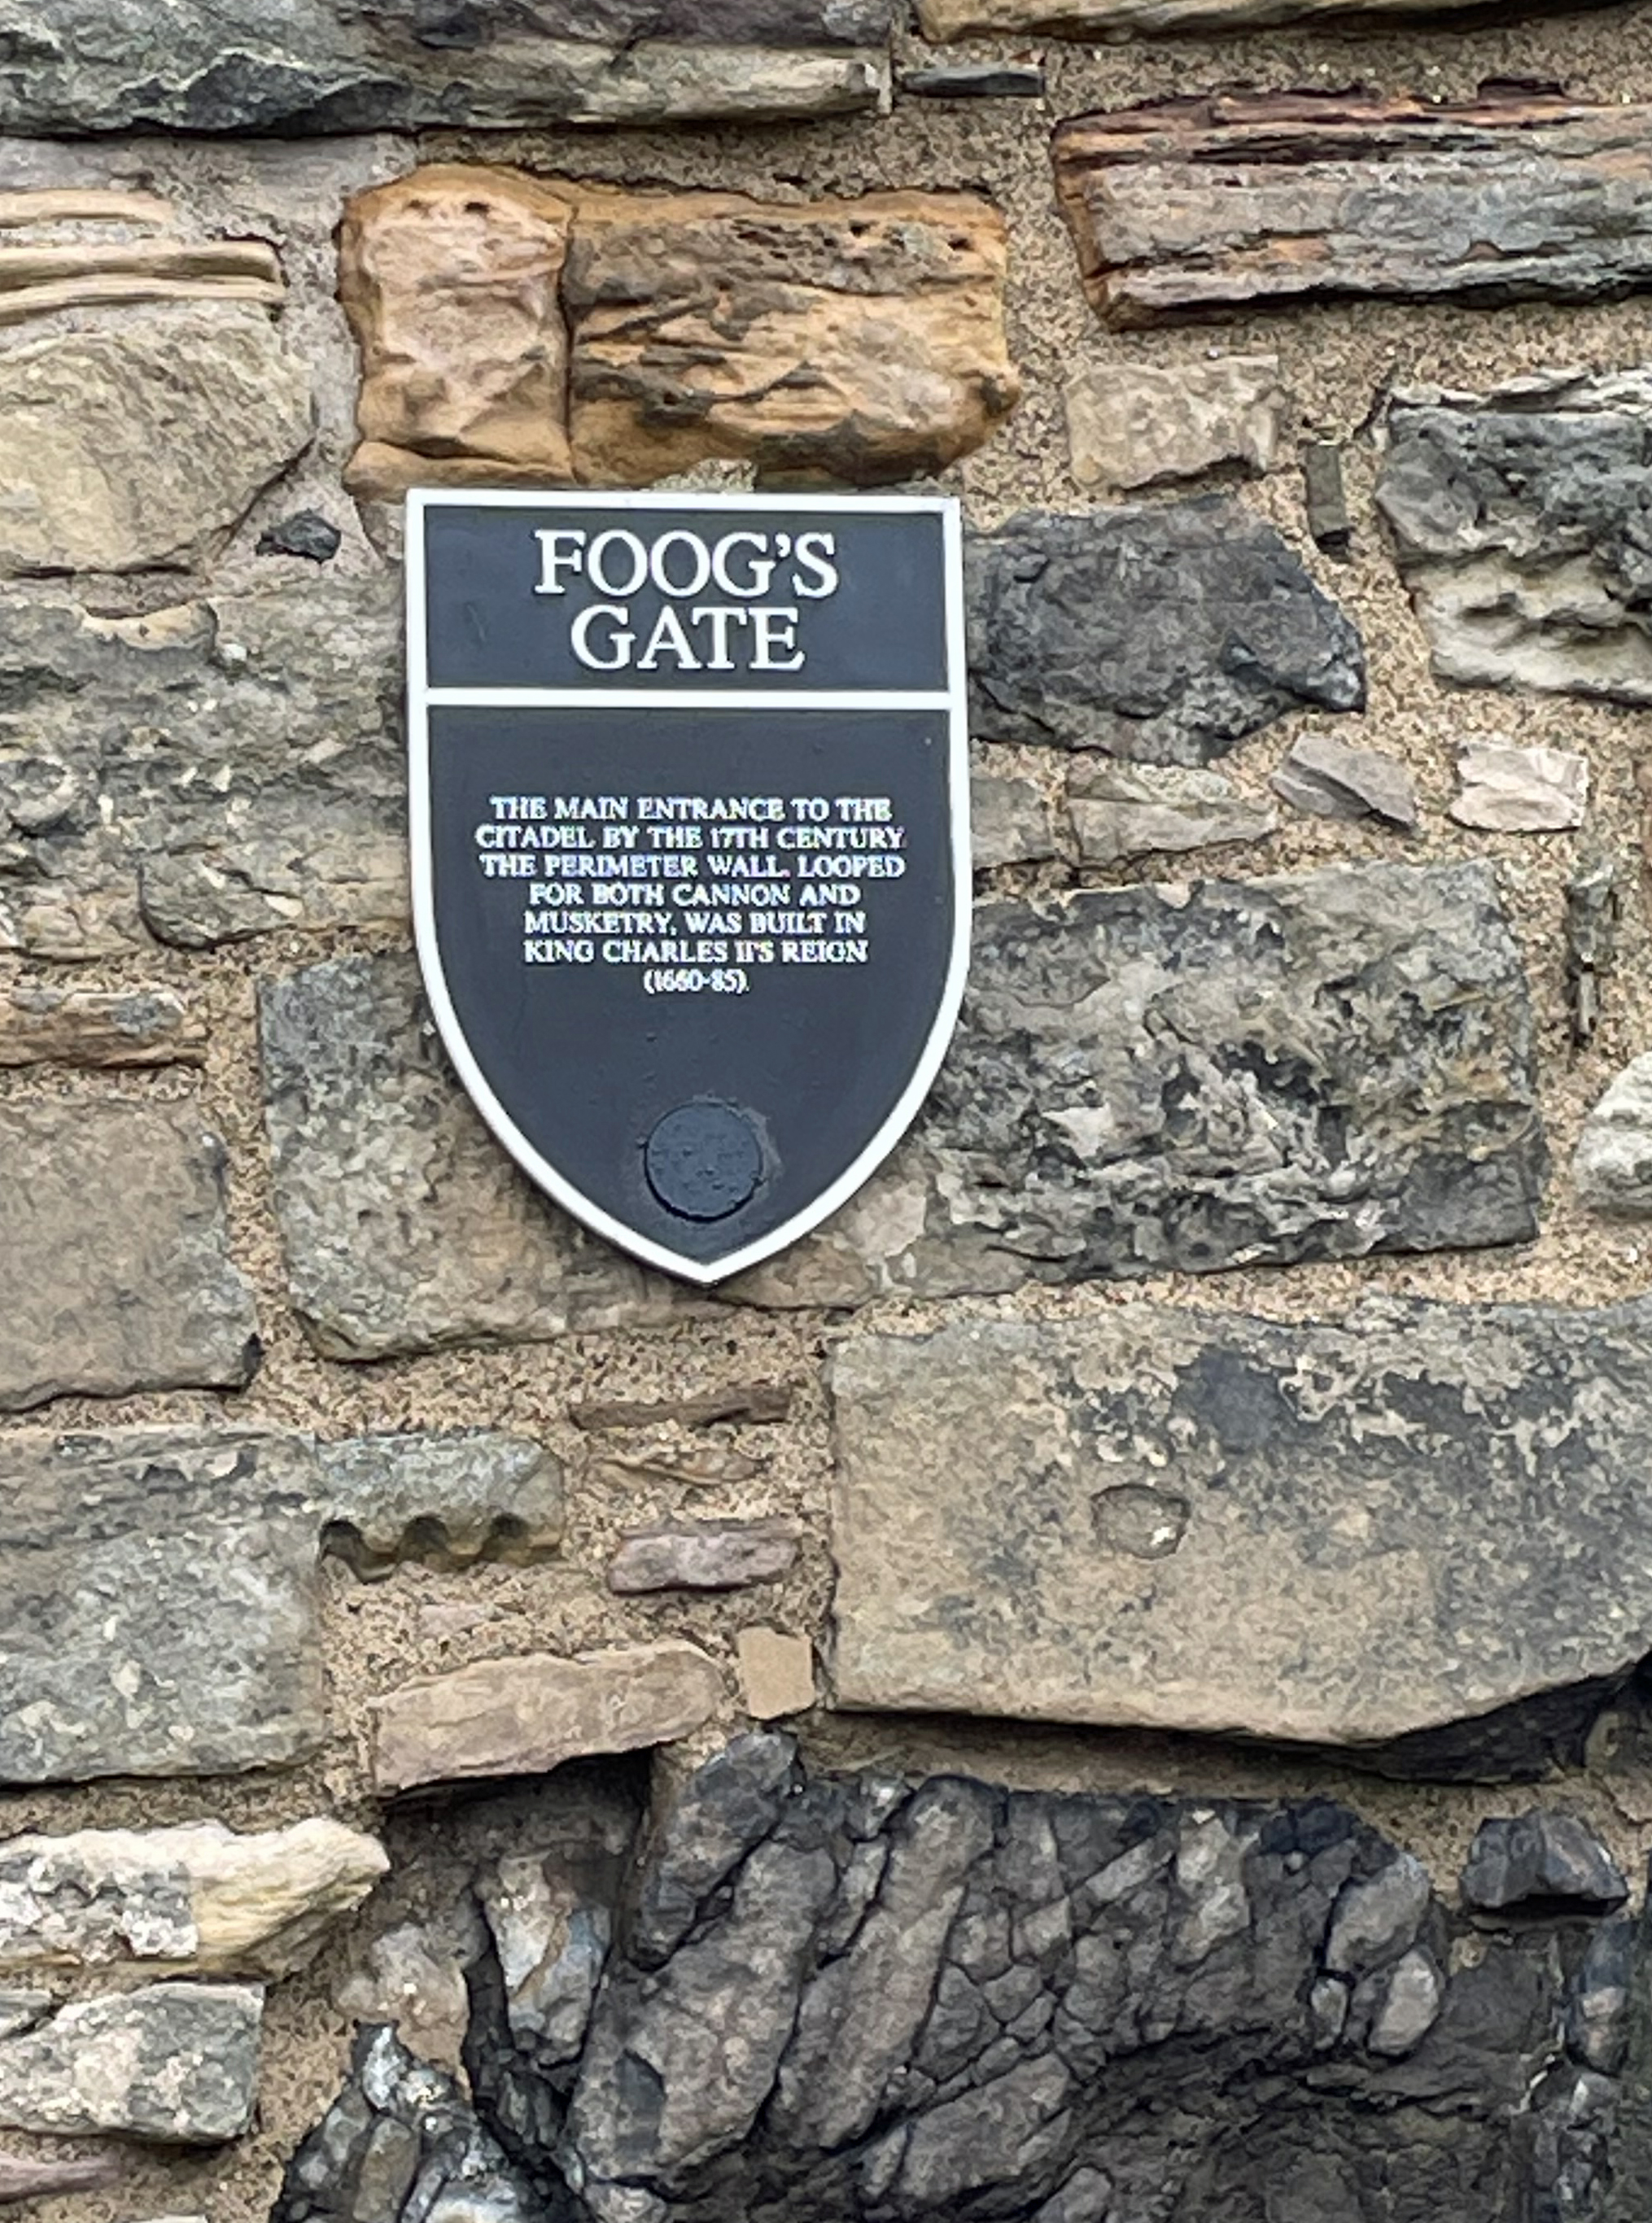 FOOG'S
GATE
THE MAIN ENTRANCE TO THE
CITADEL BY THE 17TH CENTURY.
THE PERIMETER WALL, LOOPED
FOR BOTH CANNON AND
MUSKETRY, WAS BUILT IN
KING CHARLES II'S REIGN
(1660-85).